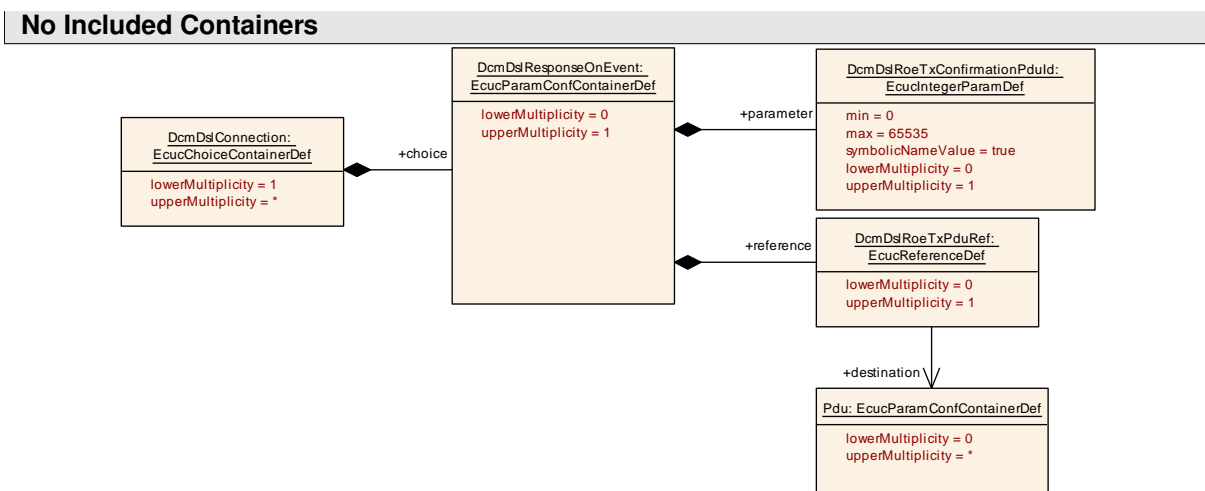 No Included Containers
DcmDslConnection:
EcucChoiceContainerDef
lowerMultiplicity = 1
upperMultiplicity = *
+choice
DcmDslResponseOnEvent:
EcucParamConfContainerDef
lowerMultiplicity = 0
upperMultiplicity = 1
+parameter
DcmDslRoeTxConfirmationPduId:
EcucIntegerParamDef
min = 0
max = 65535
symbolicNameValue = true
lowerMultiplicity = 0
upperMultiplicity = 1
+reference
DcmDslRoeTxPduRef:
EcucReferenceDef
lowerMultiplicity = 0
upperMultiplicity = 1
+destination
Pdu: EcucParamConfContainerDef
lowerMultiplicity = 0
upperMultiplicity = *